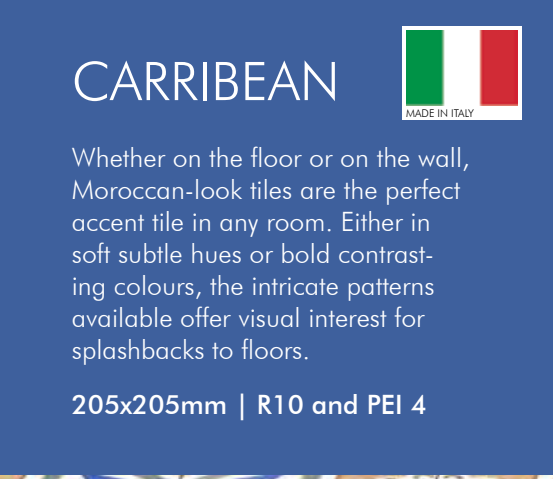 CARRIBEAN
MADE IN ITALY
Whether on the floor or on the wall,
Moroccan-look tiles are the perfect
accent tile in any room. Either in
soft subtle hues or bold contrast-
ing colours, the intricate patterns
available offer visual interest for
splashbacks to floors.
205x205mm | R10 and PEI 4